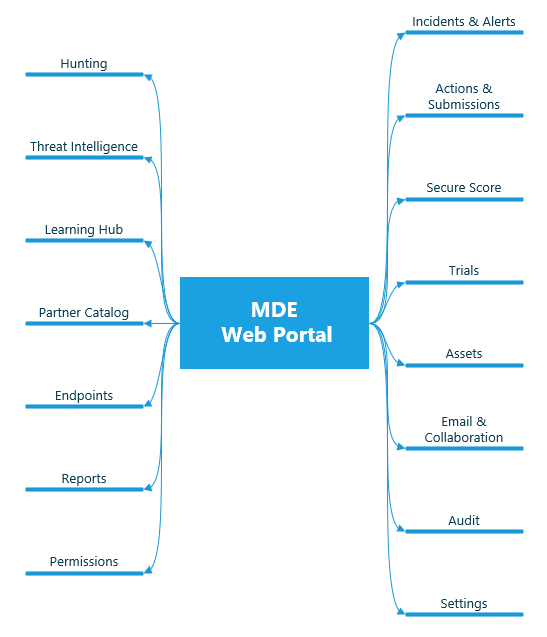 Incidents & Alerts
Hunting
Actions &
Submissions
Threat Intelligence
Secure Score
Learning Hub
Trials
MDE
Web Portal
Partner Catalog
Assets
Endpoints
Email &
Collaboration
Reports
Audit
Permissions
Settings